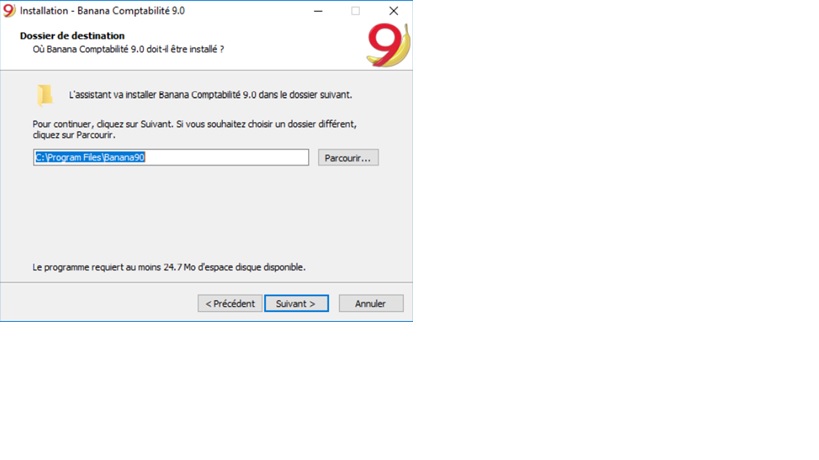 Installation - Banana Comptabilité 9.0
Dossier de destination
Où Banana Comptabilité 9.0 doit-il être installé ?
9
L'assistant va installer Banana Comptabilité 9.0 dans le dossier suivant.
Pour continuer, cliquez sur Suivant. Si vous souhaitez choisir un dossier différent,
cliquez sur Parcourir.
C:\Program Files\Banana90
Parcourir...
Le programme requiert au moins 24.7 Mo d'espace disque disponible.
< Précédent
Suivant >
Annuler